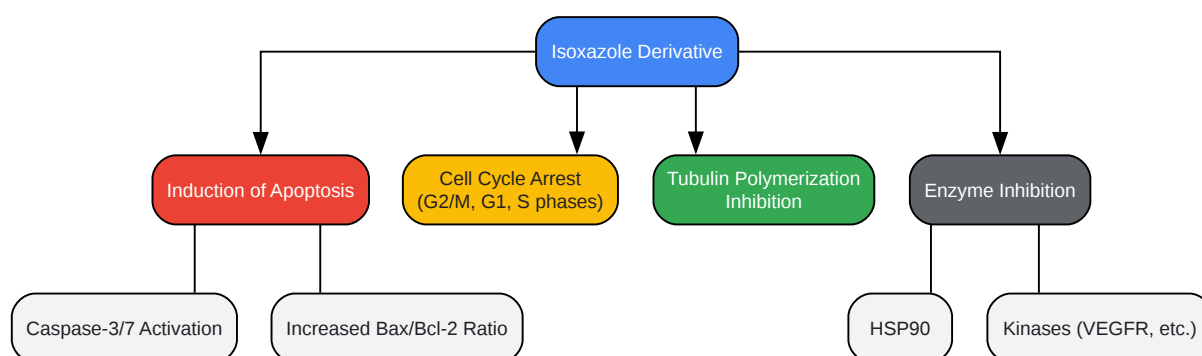 Isoxazole Derivative
Induction of Apoptosis
Cell Cycle Arrest
(G2/M, G1, S phases)
Tubulin Polymerization
Inhibition
Enzyme Inhibition
Caspase-3/7 Activation
Increased Bax/Bcl-2 Ratio
HSP90
Kinases (VEGFR, etc.)